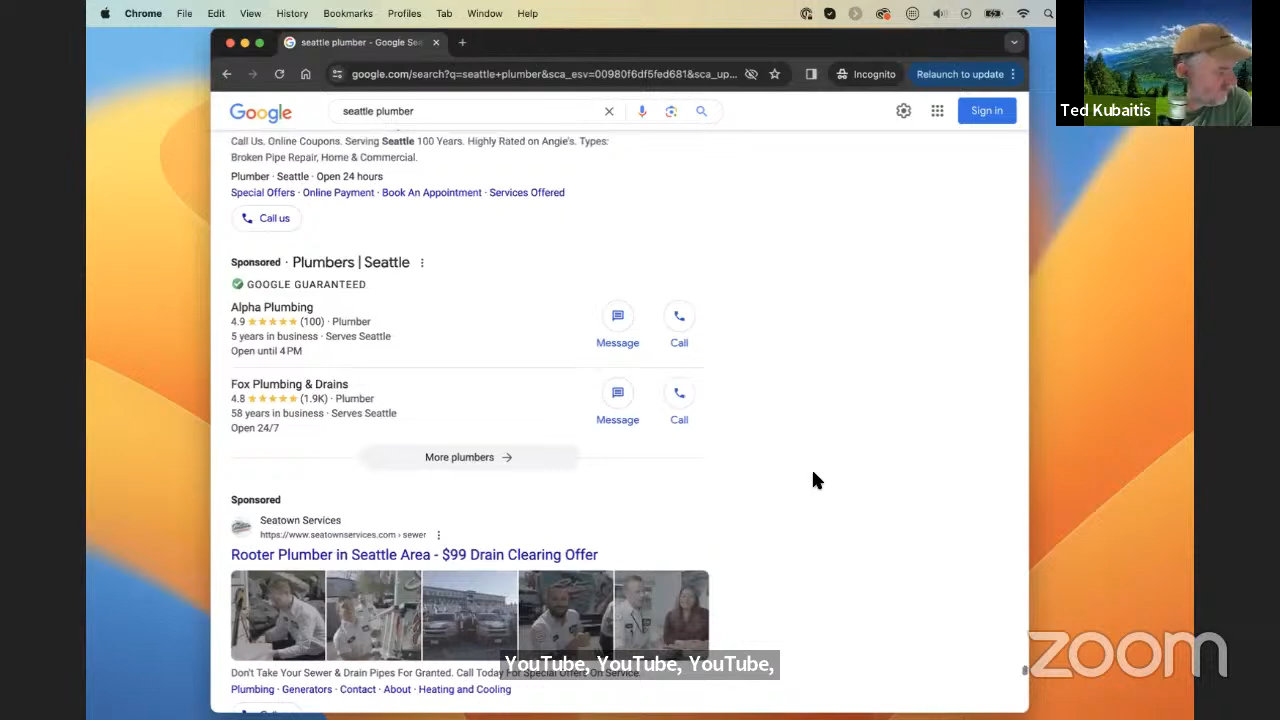 Chrome File Edit View History Bookmarks Profiles Tab Window Help
seattle plumber - Google Sea
google.com/search?q=seattle+plumber&sca_esv=00980f6df5fed681&sca_up...
Incognito
Relaunch to update
Ted Kubaitis
Google
seattle plumber
Sign in
Call Us. Online Coupons. Serving Seattle 100 Years. Highly Rated on Angie's. Types:
Broken Pipe Repair, Home & Commercial.
Plumber · Seattle · Open 24 hours
Special Offers · Online Payment · Book An Appointment · Services Offered
Call us
Sponsored · Plumbers | Seattle
GOOGLE GUARANTEED
Alpha Plumbing
4.9 ★★★★★ (100) · Plumber
5 years in business · Serves Seattle
Open until 4 PM
Message
Call
Fox Plumbing & Drains
4.8 ★★★★★ (1.9K) · Plumber
58 years in business · Serves Seattle
Open 24/7
Message
Call
More plumbers →
Sponsored
Seatown Services
https://www.seatownservices.com › sewer
Rooter Plumber in Seattle Area - $99 Drain Clearing Offer
YouTube, YouTube, YouTube,
Don't Take Your Sewer & Drain Pipes For Granted. Call Today For Special Offers On Service.
Plumbing · Generators · Contact · About · Heating and Cooling
zoom